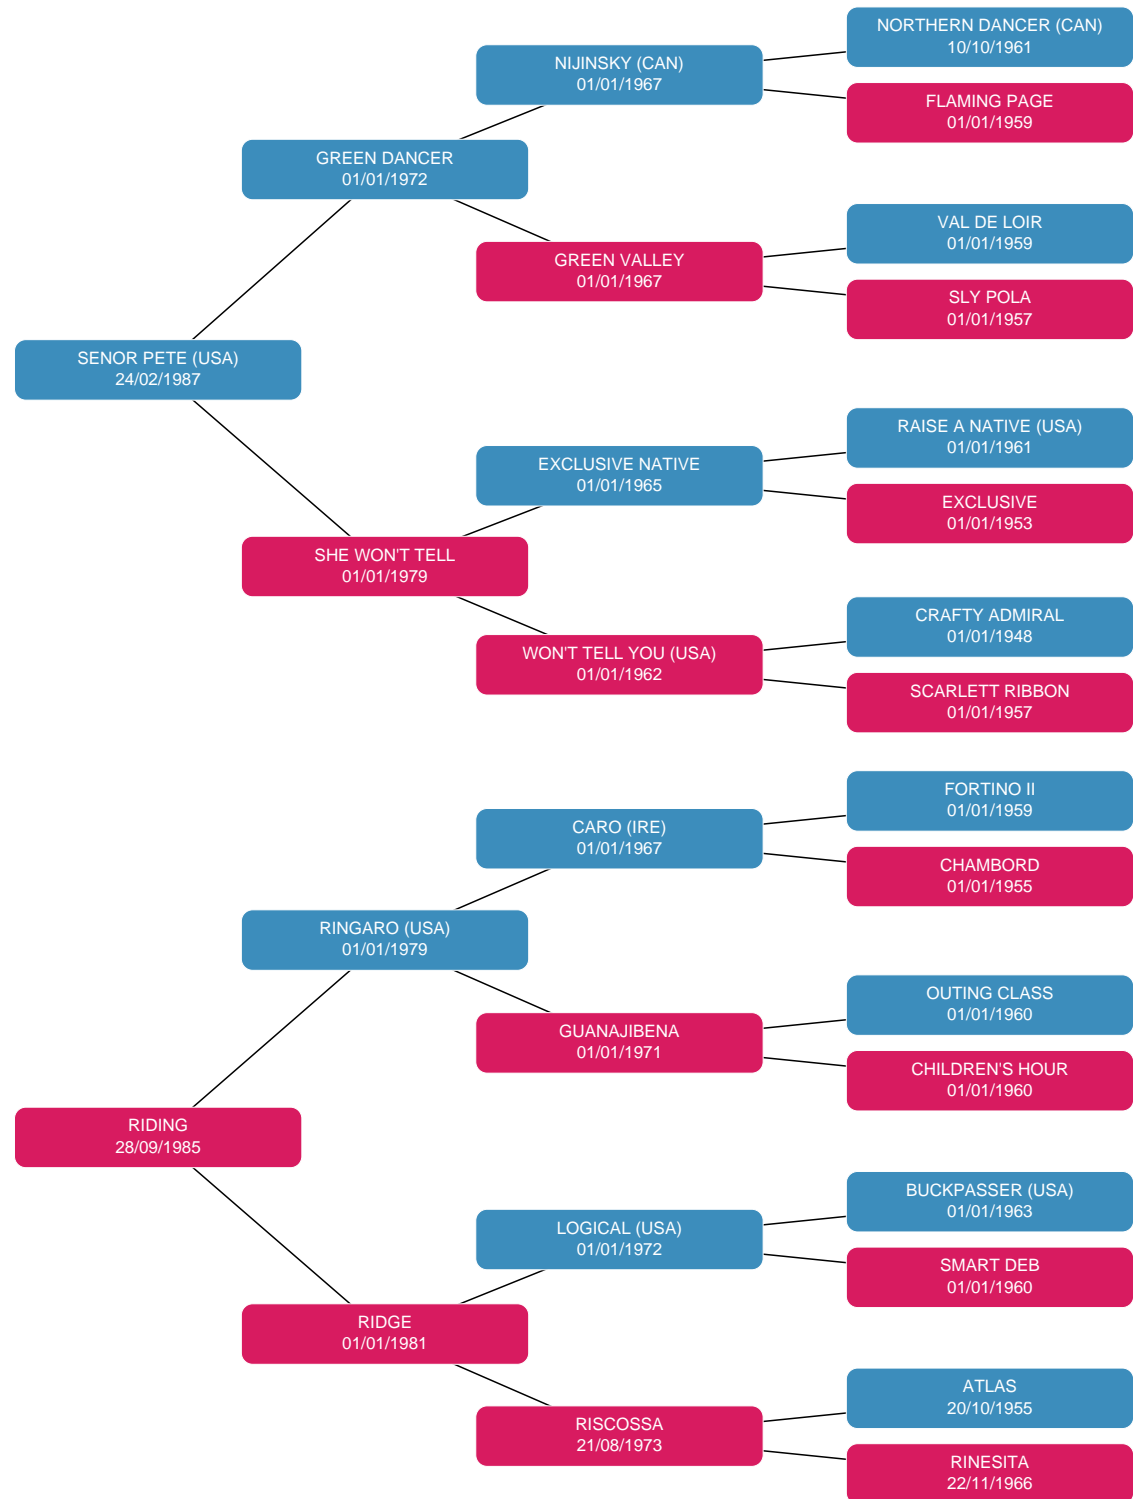 NORTHERN DANCER (CAN)
10/10/1961
NIJINSKY (CAN)
01/01/1967
FLAMING PAGE
01/01/1959
GREEN DANCER
01/01/1972
VAL DE LOIR
01/01/1959
GREEN VALLEY
01/01/1967
SLY POLA
01/01/1957
SENOR PETE (USA)
24/02/1987
RAISE A NATIVE (USA)
01/01/1961
EXCLUSIVE NATIVE
01/01/1965
EXCLUSIVE
01/01/1953
SHE WON'T TELL
01/01/1979
CRAFTY ADMIRAL
01/01/1948
WON'T TELL YOU (USA)
01/01/1962
SCARLETT RIBBON
01/01/1957
FORTINO II
01/01/1959
CARO (IRE)
01/01/1967
CHAMBORD
01/01/1955
RINGARO (USA)
01/01/1979
OUTING CLASS
01/01/1960
GUANAJIBENA
01/01/1971
CHILDREN'S HOUR
01/01/1960
RIDING
28/09/1985
BUCKPASSER (USA)
01/01/1963
LOGICAL (USA)
01/01/1972
SMART DEB
01/01/1960
RIDGE
01/01/1981
ATLAS
20/10/1955
RISCOSSA
21/08/1973
RINESITA
22/11/1966